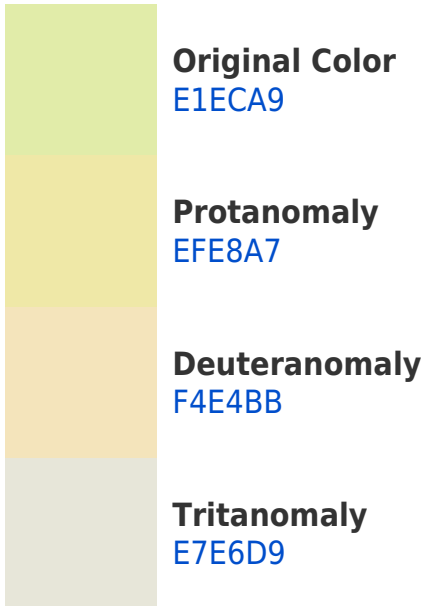 Original Color
E1ECA9
Protanomaly
EFE8A7
Deuteranomaly
F4E4BB
Tritanomaly
E7E6D9